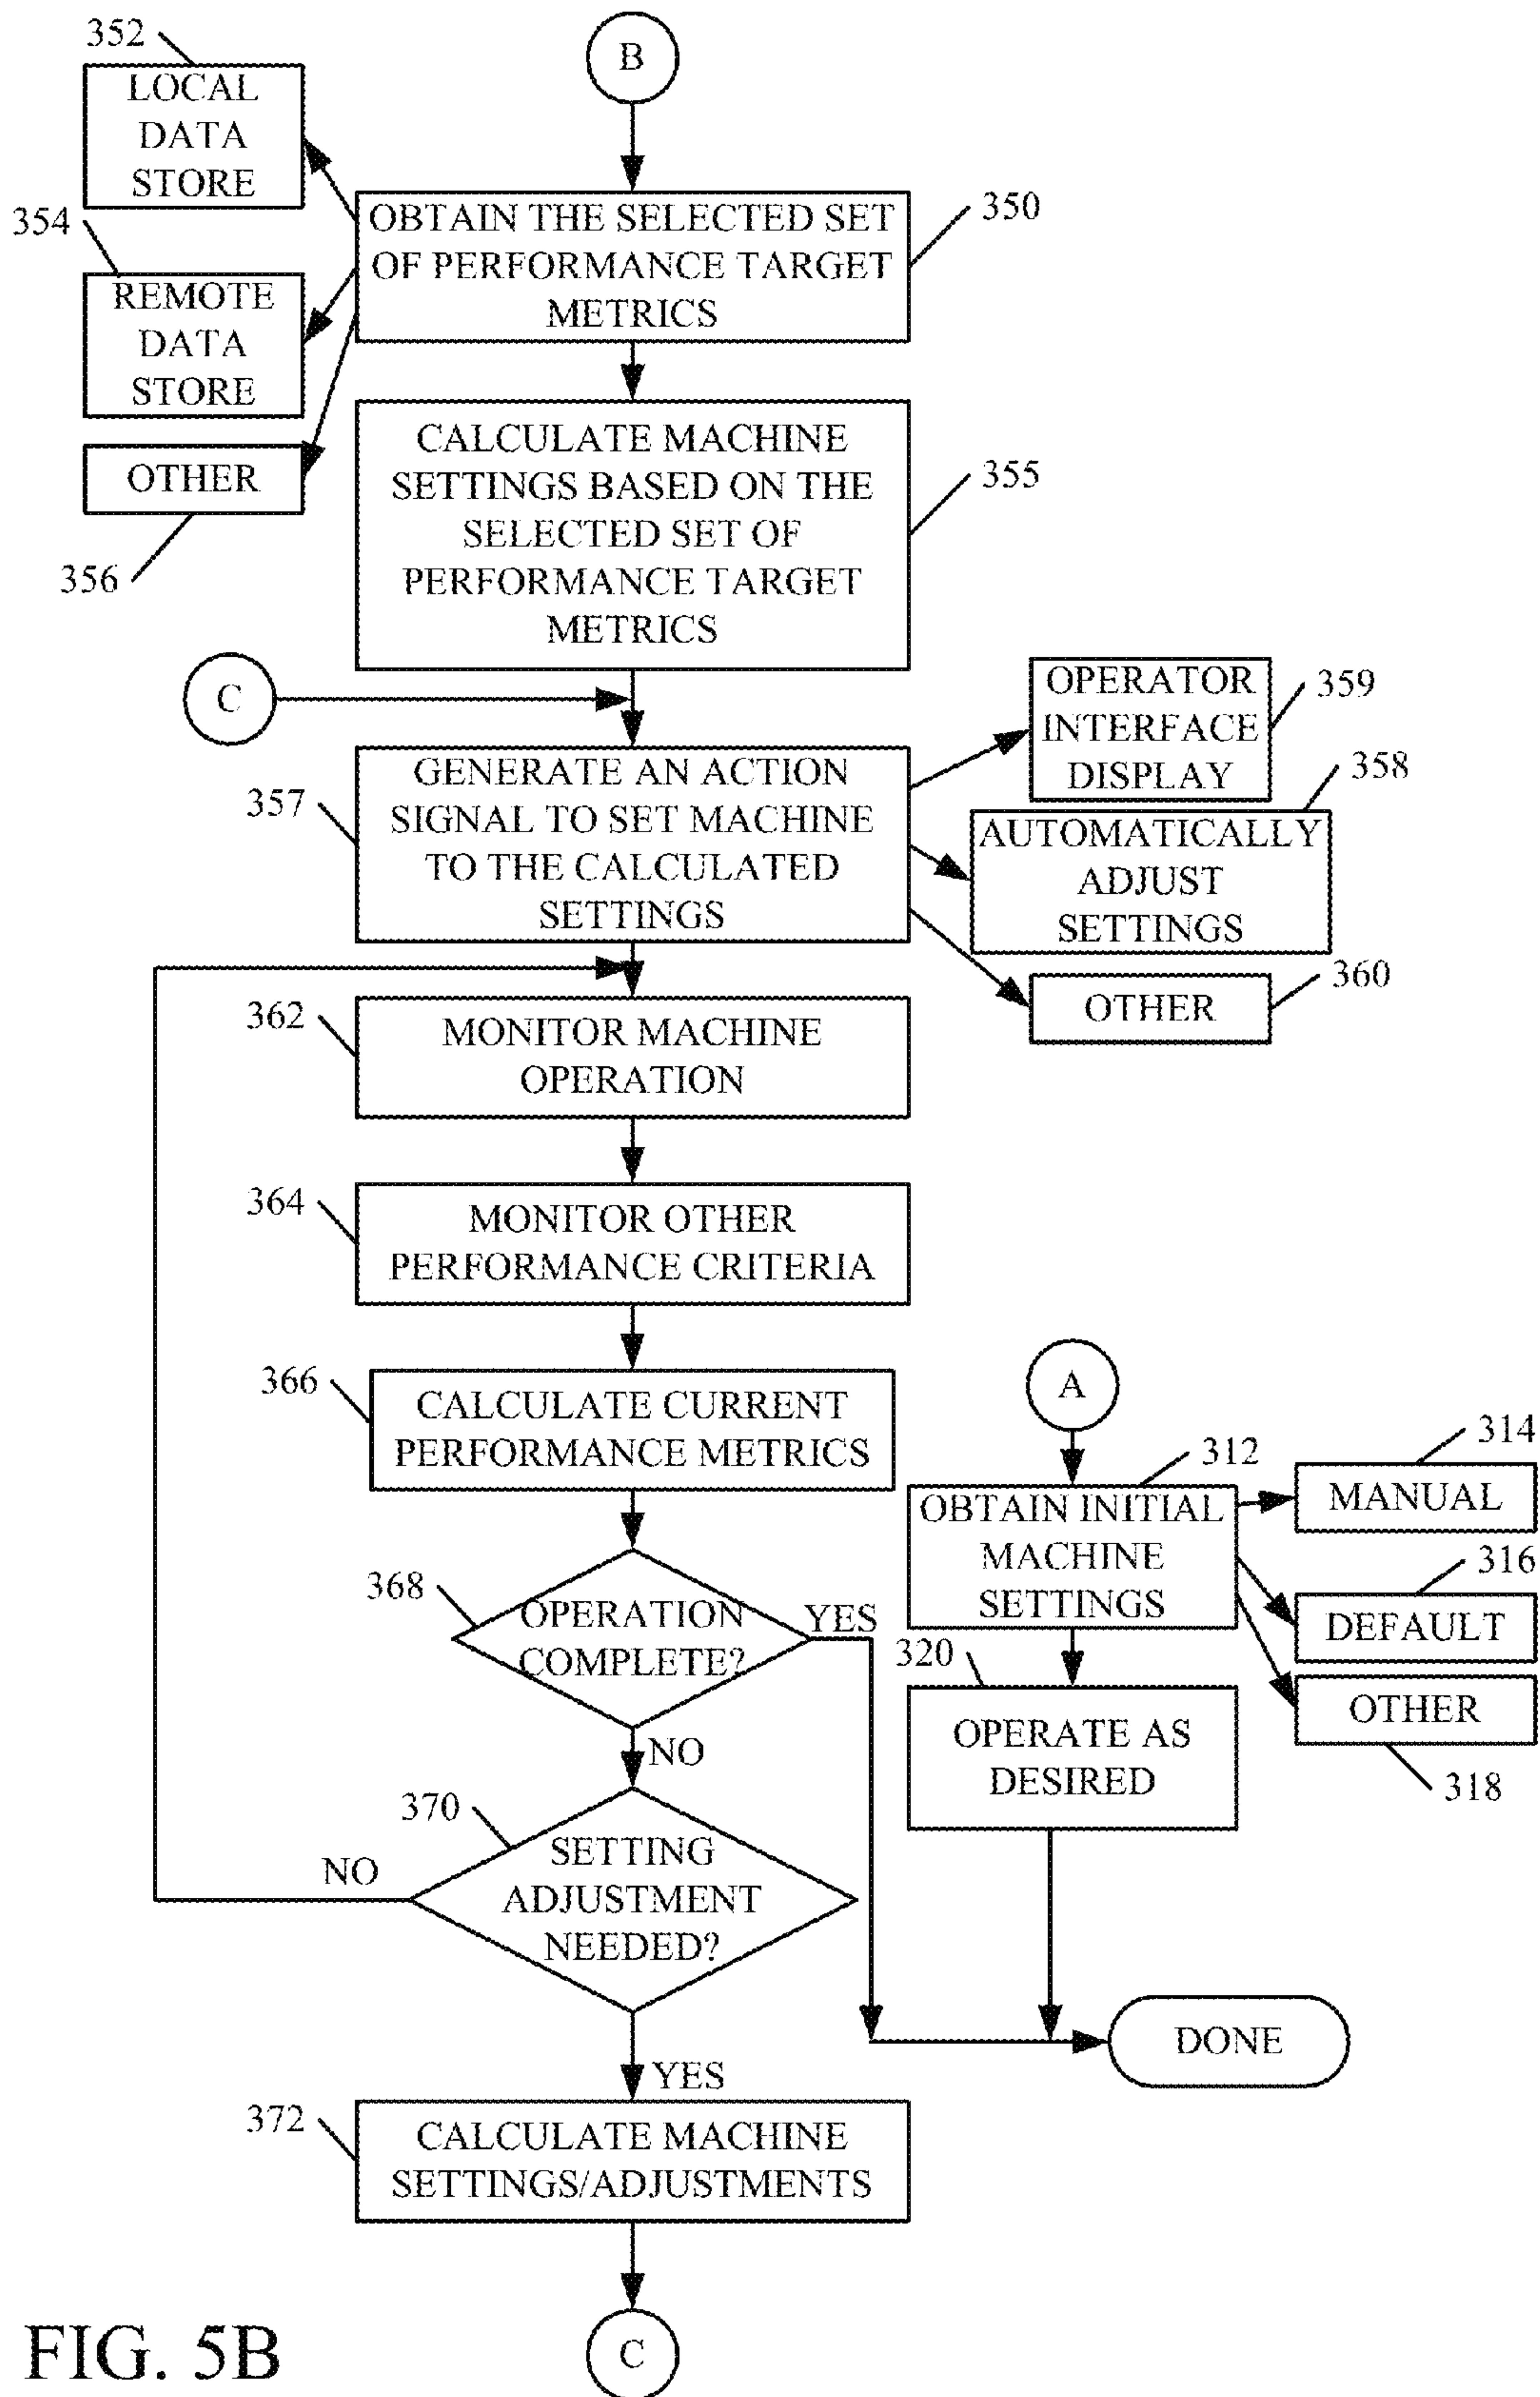 352
B
LOCAL
DATA
STORE
354
OBTAIN THE SELECTED SET
OF PERFORMANCE TARGET
METRICS
350
REMOTE
DATA
STORE
OTHER
356
CALCULATE MACHINE
SETTINGS BASED ON THE
SELECTED SET OF
PERFORMANCE TARGET
METRICS
355
C
OPERATOR
INTERFACE
DISPLAY
359
357
GENERATE AN ACTION
SIGNAL TO SET MACHINE
TO THE CALCULATED
SETTINGS
358
AUTOMATICALLY
ADJUST
SETTINGS
360
OTHER
362
MONITOR MACHINE
OPERATION
364
MONITOR OTHER
PERFORMANCE CRITERIA
366
CALCULATE CURRENT
PERFORMANCE METRICS
A
312
314
OBTAIN INITIAL
MACHINE
SETTINGS
MANUAL
316
DEFAULT
OTHER
318
368
OPERATION
COMPLETE?
YES
NO
320
OPERATE AS
DESIRED
370
SETTING
ADJUSTMENT
NEEDED?
NO
YES
DONE
372
CALCULATE MACHINE
SETTINGS/ADJUSTMENTS
C
FIG. 5B